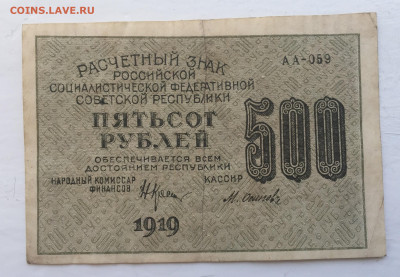 COINS.LAVE.RU
РАСЧЕТНЫЙ ЗНАК
РОССИЙСКОЙ
СОЦИАЛИСТИЧЕСКОЙ ФЕДЕРАТИВНОЙ
СОВЕТСКОЙ РЕСПУБЛИКИ
АА-059
ПЯТЬСОТ
РУБЛЕЙ
500
ОБЕСПЕЧИВАЕТСЯ ВСЕМ
ДОСТОЯНИЕМ РЕСПУБЛИКИ
НАРОДНЫЙ КОМИССАР
ФИНАНСОВ
КАССИР
1919